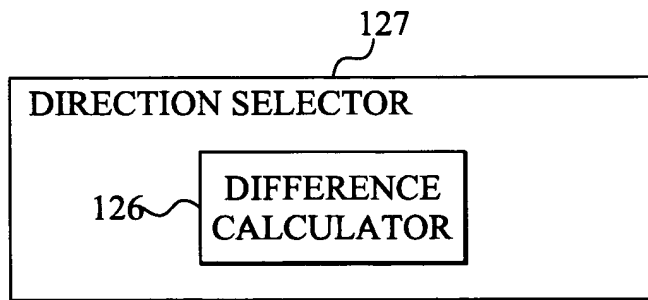 127
DIRECTION SELECTOR
126
DIFFERENCE
CALCULATOR